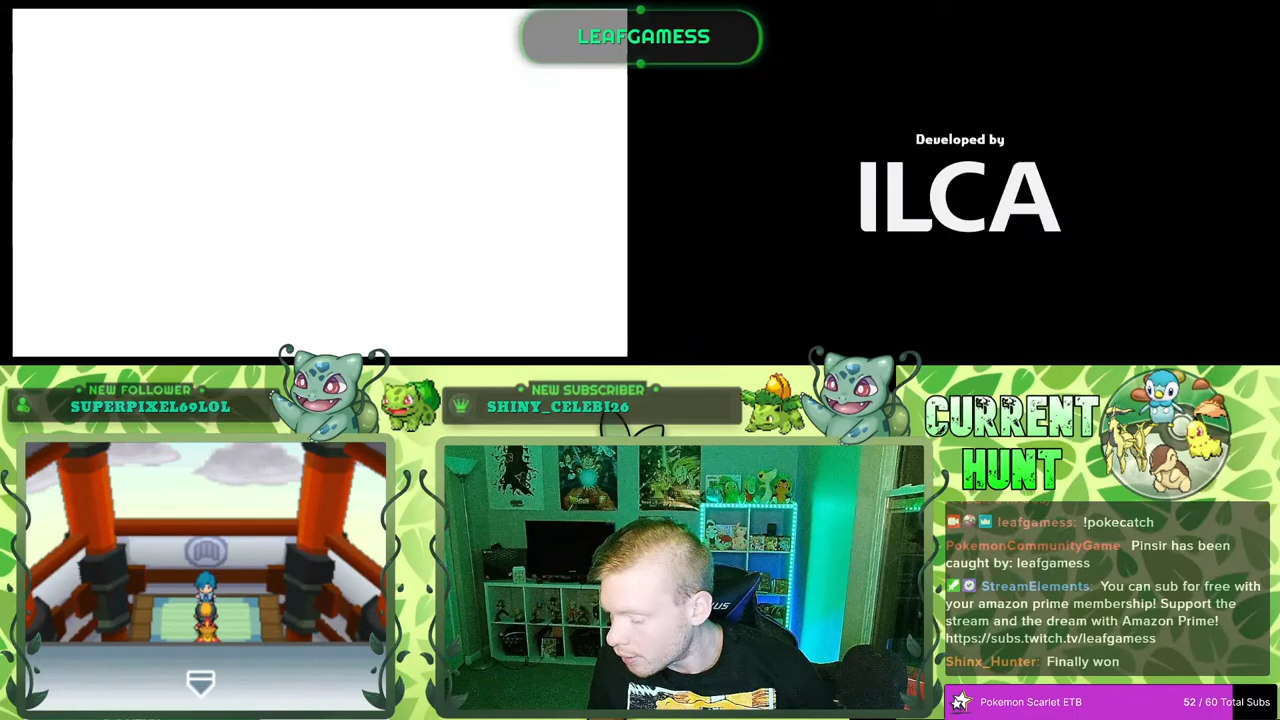 LEAFGAMESS
Developed by
ILCA
NEW FOLLOWER
SUPERPIXEL69LOL
NEW SUBSCRIBER
SHINY_CELEBI26
CURRENT
HUNT
leafgamess: !pokecatch
PokemonCommunityGame Pinsir has been
caught by: leafgamess
StreamElements: You can sub for free with
your amazon prime membership! Support the
stream and the dream with Amazon Prime!
https://subs.twitch.tv/leafgamess
Shinx_Hunter: Finally won
Pokemon Scarlet ETB
52 / 60 Total Subs